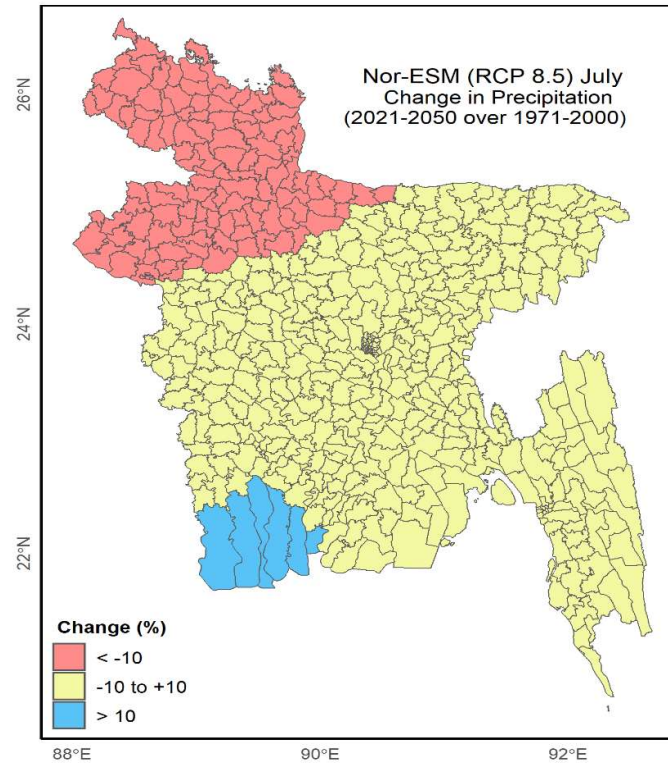 Nor-ESM (RCP 8.5) July
Change in Precipitation
(2021-2050 over 1971-2000)
26°N
24°N
22°N
Change (%)
< -10
-10 to +10
> 10
88°E
90°E
92°E